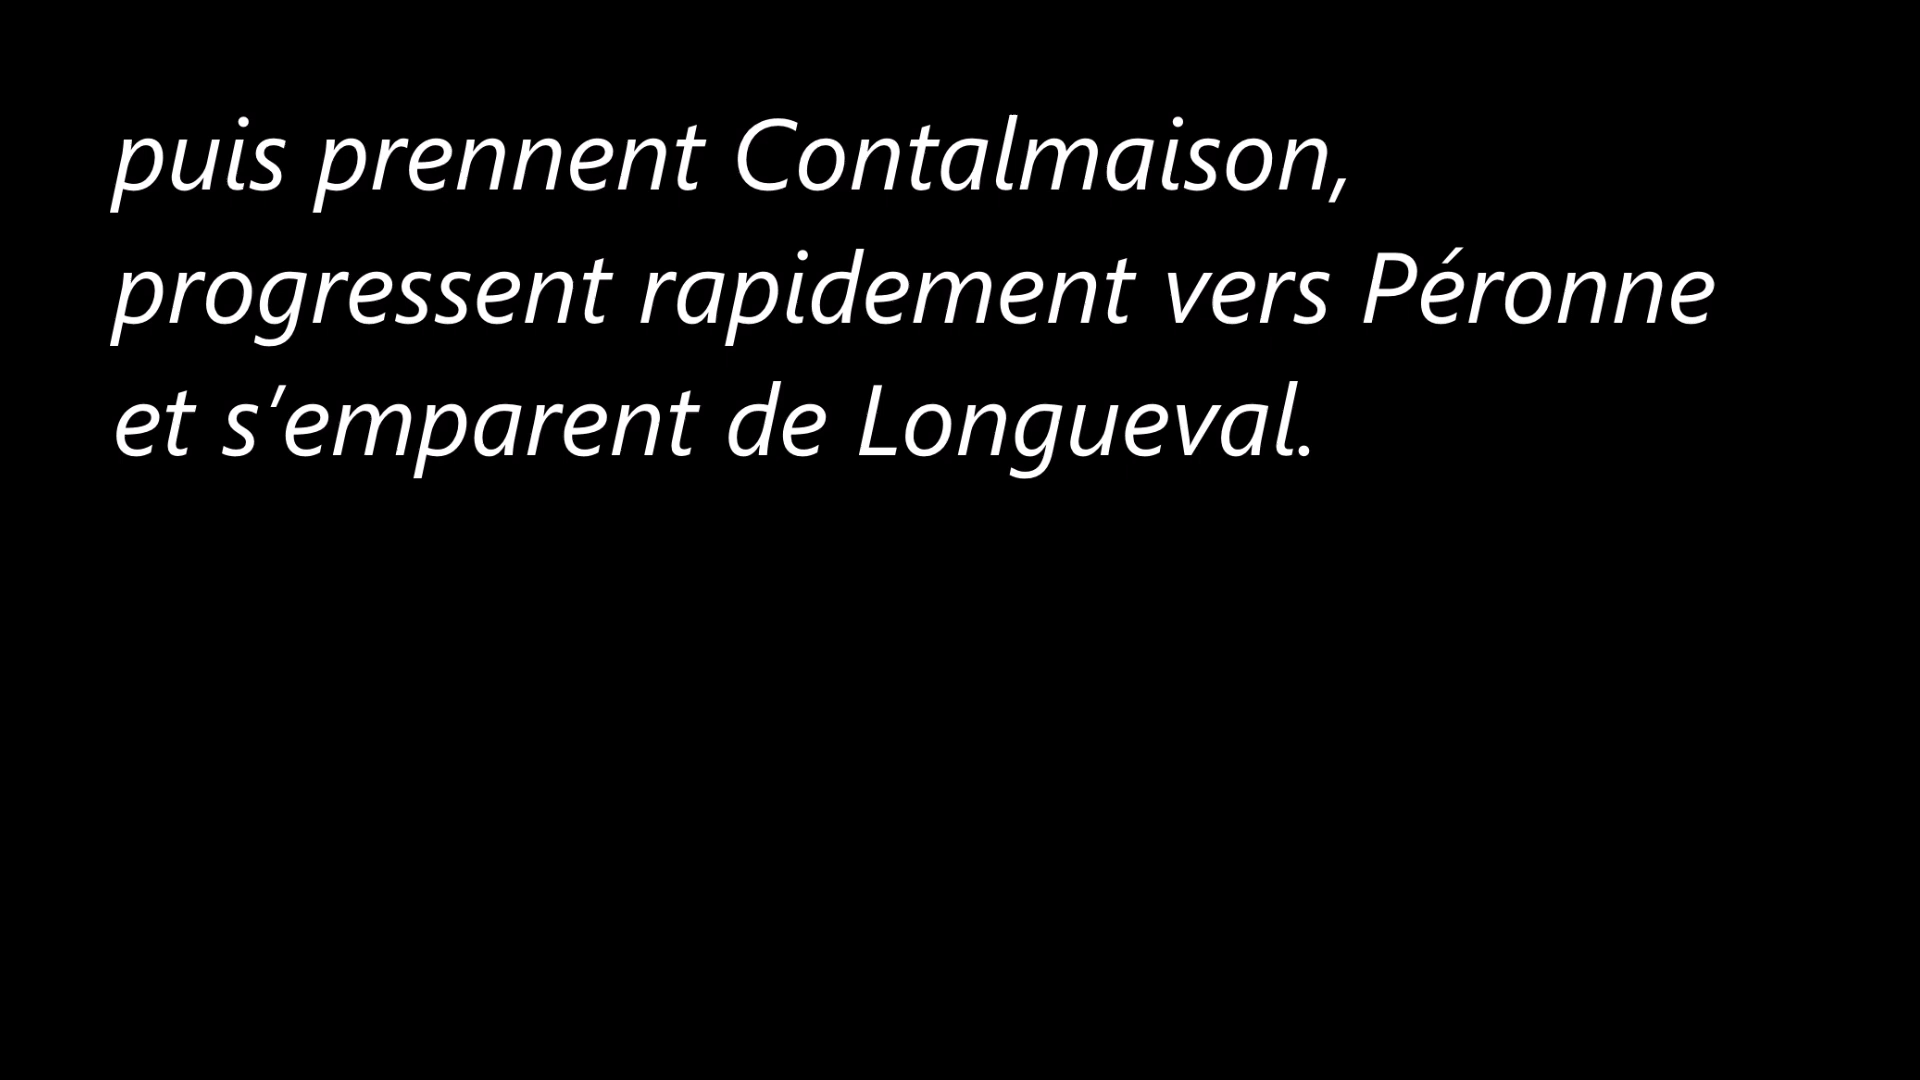 puis prennent Contalmaison,
progressent rapidement vers Péronne
et s’emparent de Longueval.